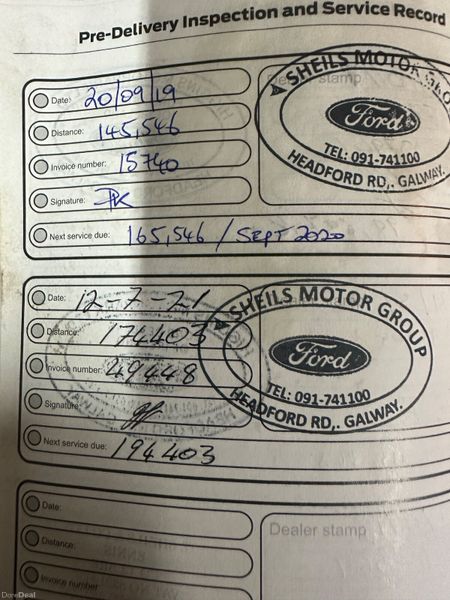 Pre-Delivery Inspection and Service Record
Date: 20/09/19
Distance: 145,546
Invoice number: 15740
Signature:
Next service due: 165,546 / SEPT 2020
Dealer stamp
SHEILS MOTOR GROUP
Ford
TEL: 091-741100
HEADFORD RD,. GALWAY.
Date: 12-7-21
Distance: 174403
Invoice number: 49448
Signature:
Next service due: 194403
SHEILS MOTOR GROUP
Ford
TEL: 091-741100
HEADFORD RD,. GALWAY.
Date:
Distance:
Invoice number
Dealer stamp
DoneDeal